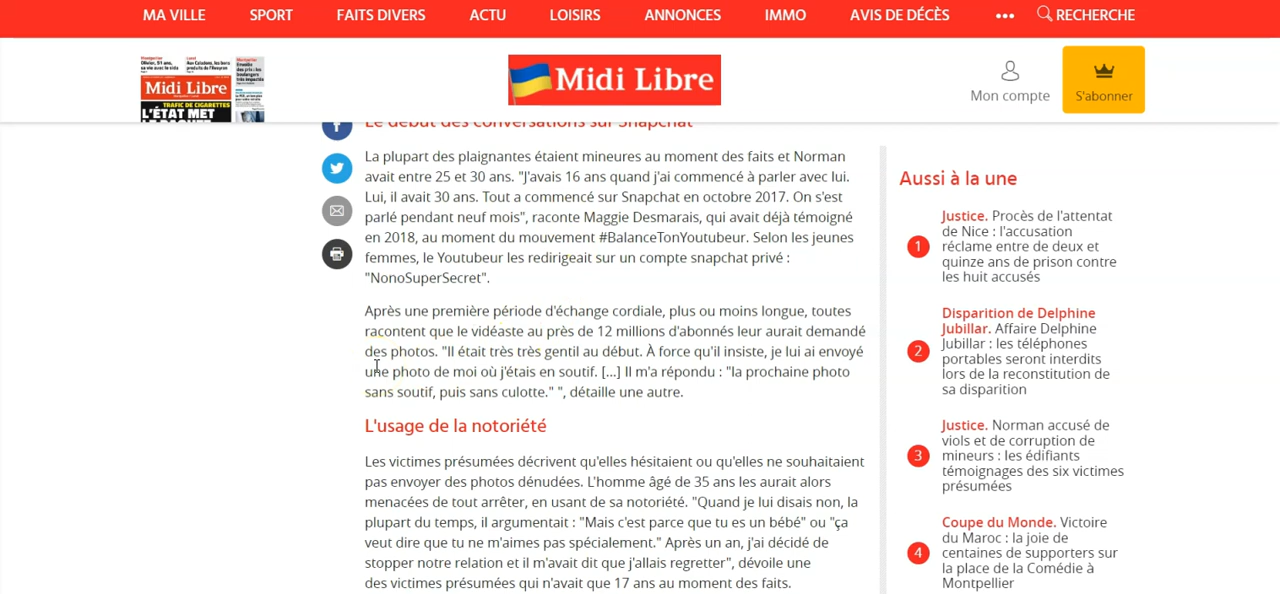 MA VILLE SPORT FAITS DIVERS ACTU LOISIRS ANNONCES IMMO AVIS DE DÉCÈS ••• RECHERCHE
Midi Libre
TRAFIC DE CIGARETTES
L'ÉTAT MET
Midi Libre
Mon compte
S'abonner
Le début des conversations sur Snapchat
La plupart des plaignantes étaient mineures au moment des faits et Norman
avait entre 25 et 30 ans. "J'avais 16 ans quand j'ai commencé à parler avec lui.
Lui, il avait 30 ans. Tout a commencé sur Snapchat en octobre 2017. On s'est
parlé pendant neuf mois", raconte Maggie Desmarais, qui avait déjà témoigné
en 2018, au moment du mouvement #BalanceTonYoutubeur. Selon les jeunes
femmes, le Youtubeur les redirigeait sur un compte snapchat privé :
"NonoSuperSecret".
Après une première période d'échange cordiale, plus ou moins longue, toutes
racontent que le vidéaste au près de 12 millions d'abonnés leur aurait demandé
des photos. "Il était très très gentil au début. À force qu'il insiste, je lui ai envoyé
une photo de moi où j'étais en soutif. [...] Il m'a répondu : "la prochaine photo
sans soutif, puis sans culotte." ", détaille une autre.
L'usage de la notoriété
Les victimes présumées décrivent qu'elles hésitaient ou qu'elles ne souhaitaient
pas envoyer des photos dénudées. L'homme âgé de 35 ans les aurait alors
menacées de tout arrêter, en usant de sa notoriété. "Quand je lui disais non, la
plupart du temps, il argumentait : "Mais c'est parce que tu es un bébé" ou "ça
veut dire que tu ne m'aimes pas spécialement." Après un an, j'ai décidé de
stopper notre relation et il m'avait dit que j'allais regretter", dévoile une
des victimes présumées qui n'avait que 17 ans au moment des faits.
Aussi à la une
1
Justice. Procès de l'attentat
de Nice : l'accusation
réclame entre de deux et
quinze ans de prison contre
les huit accusés
2
Disparition de Delphine
Jubillar. Affaire Delphine
Jubillar : les téléphones
portables seront interdits
lors de la reconstitution de
sa disparition
3
Justice. Norman accusé de
viols et de corruption de
mineurs : les édifiants
témoignages des six victimes
présumées
4
Coupe du Monde. Victoire
du Maroc : la joie de
centaines de supporters sur
la place de la Comédie à
Montpellier